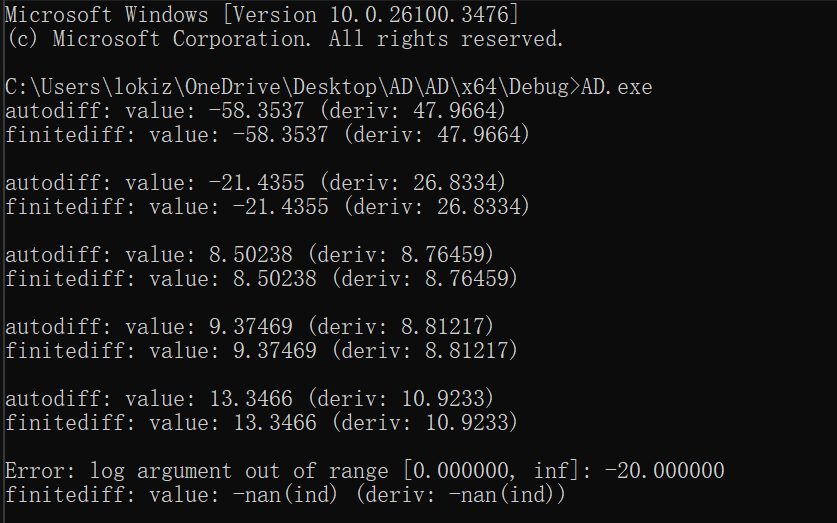 Microsoft Windows [Version 10.0.26100.3476]
(c) Microsoft Corporation. All rights reserved.
C:\Users\lokiz\OneDrive\Desktop\AD\AD\x64\Debug>AD.exe
autodiff: value: -58.3537 (deriv: 47.9664)
finitediff: value: -58.3537 (deriv: 47.9664)
autodiff: value: -21.4355 (deriv: 26.8334)
finitediff: value: -21.4355 (deriv: 26.8334)
autodiff: value: 8.50238 (deriv: 8.76459)
finitediff: value: 8.50238 (deriv: 8.76459)
autodiff: value: 9.37469 (deriv: 8.81217)
finitediff: value: 9.37469 (deriv: 8.81217)
autodiff: value: 13.3466 (deriv: 10.9233)
finitediff: value: 13.3466 (deriv: 10.9233)
Error: log argument out of range [0.000000, inf]: -20.000000
finitediff: value: -nan(ind) (deriv: -nan(ind))